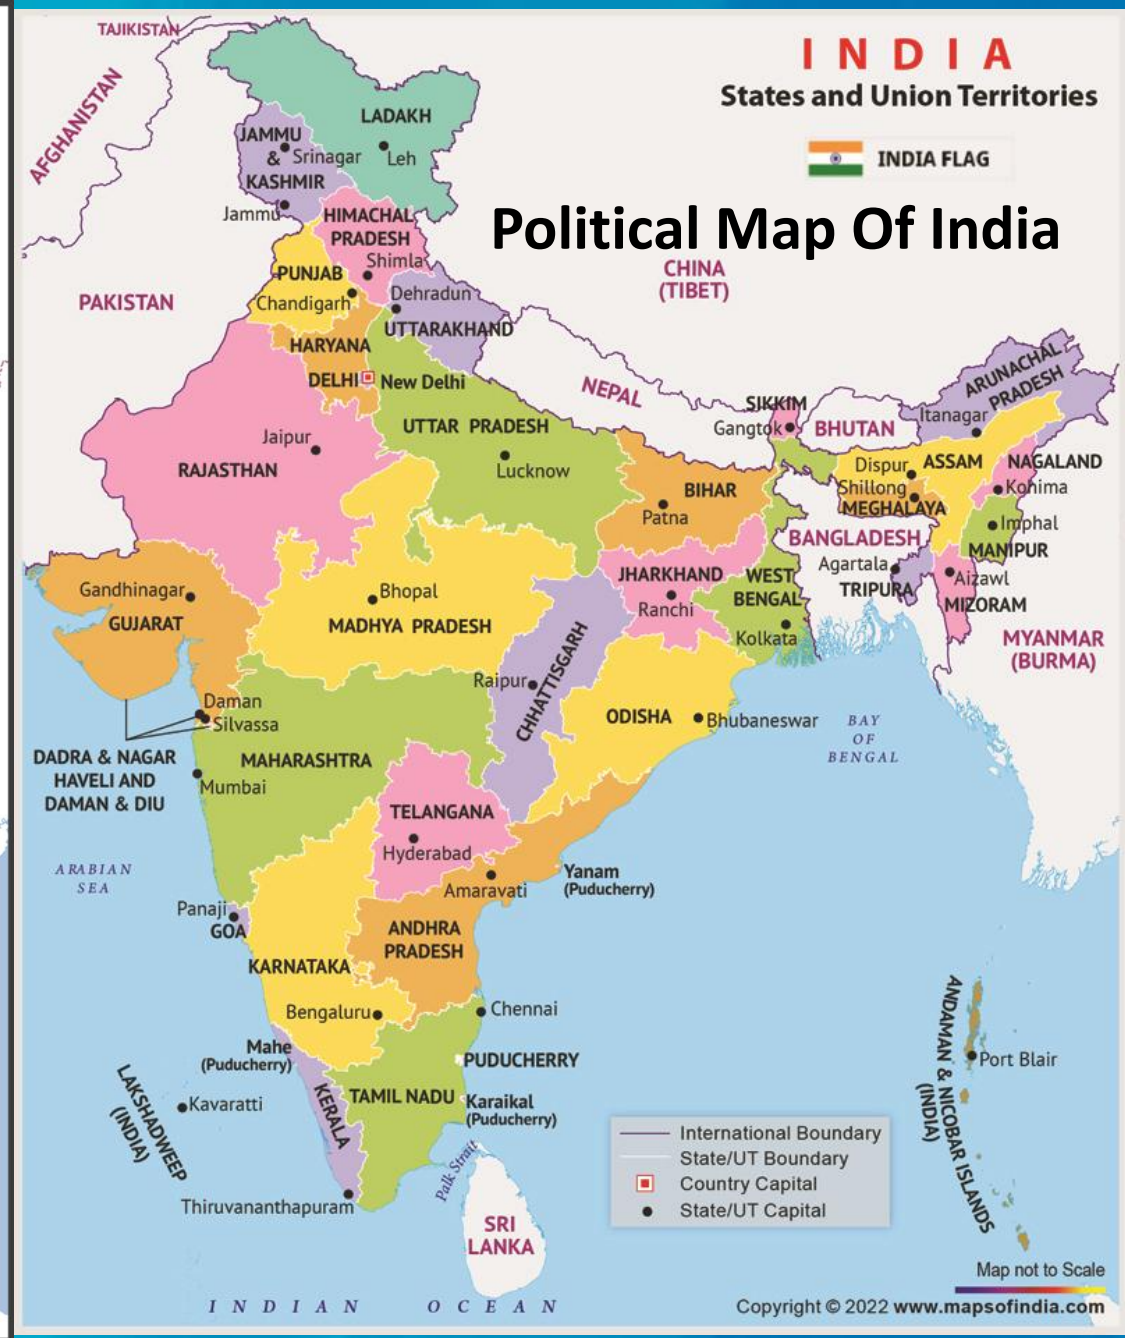 TAJIKISTAN
INDIA
States and Union Territories
AFGHANISTAN
INDIA FLAG
LADAKH
JAMMU
&
KASHMIR
Srinagar
Leh
Jammu
HIMACHAL
PRADESH
Shimla
Political Map Of India
CHINA
(TIBET)
PAKISTAN
PUNJAB
Chandigarh
Dehradun
UTTARAKHAND
HARYANA
DELHI
New Delhi
NEPAL
SIKKIM
Gangtok
BHUTAN
ARUNACHAL
PRADESH
Itanagar
UTTAR PRADESH
Lucknow
Jaipur
RAJASTHAN
BIHAR
Patna
Dispur
ASSAM
NAGALAND
Shillong
Kohima
MEGHALAYA
Imphal
MANIPUR
BANGLADESH
Agartala
TRIPURA
Aizawl
MIZORAM
MYANMAR
(BURMA)
JHARKHAND
Ranchi
WEST
BENGAL
Kolkata
Gandhinagar
GUJARAT
Bhopal
MADHYA PRADESH
Raipur
CHHATTISGARH
Daman
Silvassa
DADRA & NAGAR
HAVELI AND
DAMAN & DIU
ODISHA
Bhubaneswar
BAY
OF
BENGAL
MAHARASHTRA
Mumbai
TELANGANA
Hyderabad
ARABIAN
SEA
Amaravati
Yanam
(Puducherry)
Panaji
GOA
ANDHRA
PRADESH
KARNATAKA
Bengaluru
Chennai
Mahe
(Puducherry)
PUDUCHERRY
TAMIL NADU
Karaikal
(Puducherry)
KERALA
LAKSHADWEEP
(INDIA)
Kavaratti
Thiruvananthapuram
Palk Strait
SRI
LANKA
ANDAMAN & NICOBAR ISLANDS
(INDIA)
Port Blair
International Boundary
State/UT Boundary
Country Capital
State/UT Capital
INDIAN OCEAN
Map not to Scale
Copyright © 2022 www.mapsofindia.com